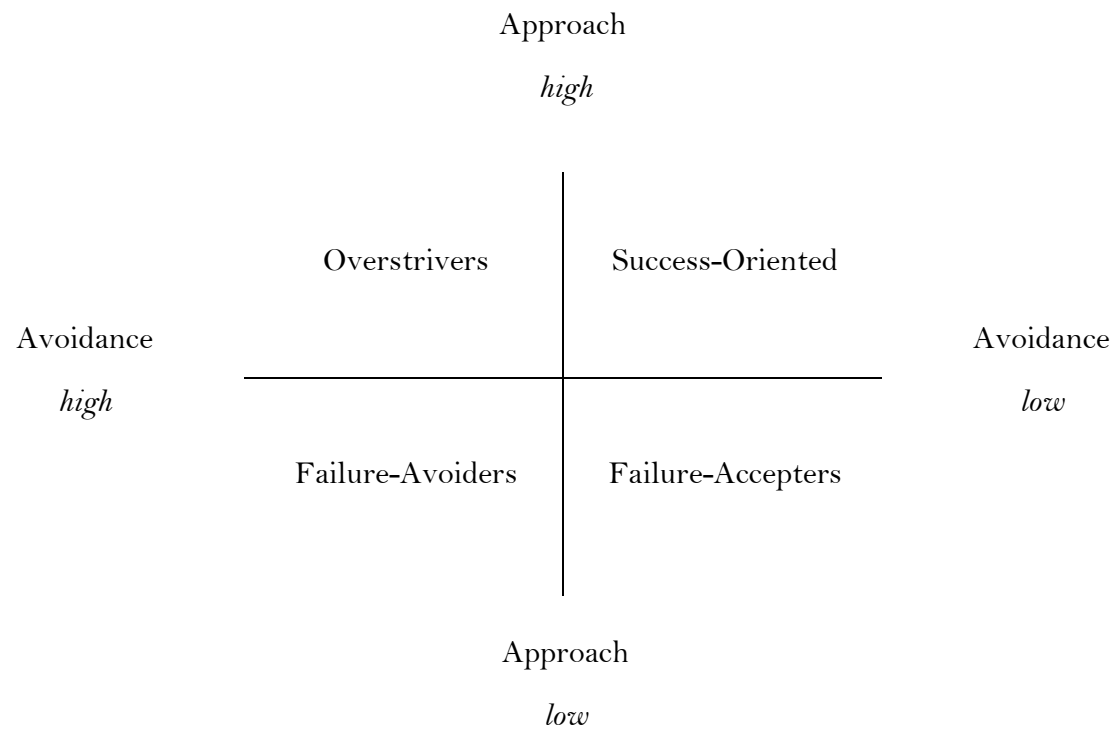 Approach
high
Overstrivers
Success-Oriented
Avoidance
high
Avoidance
low
Failure-Avoiders
Failure-Accepters
Approach
low